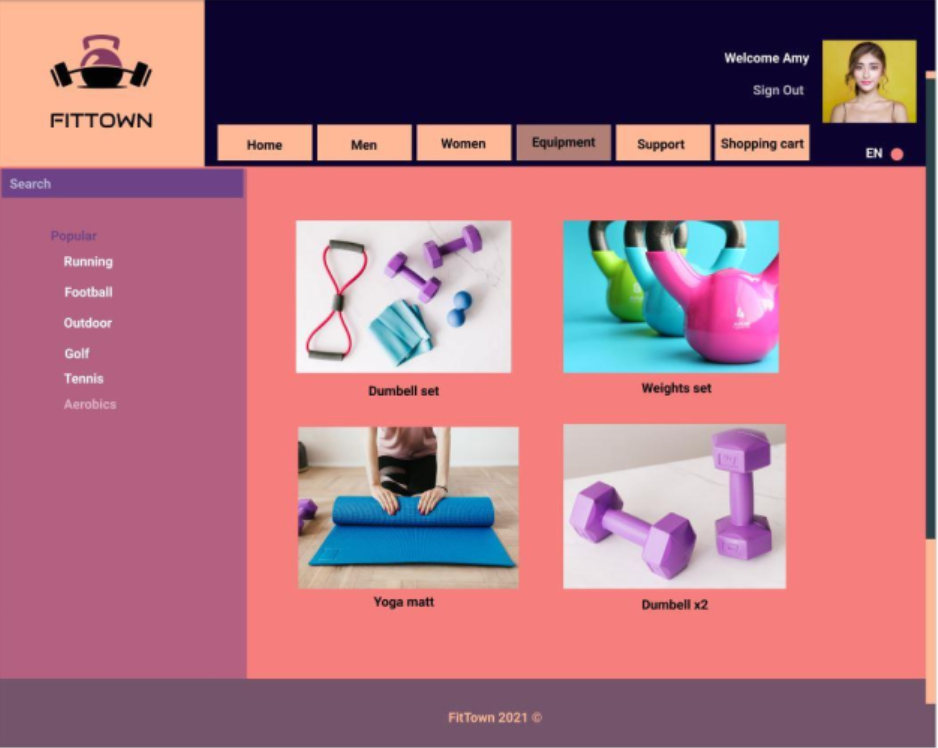 FITTOWN
Welcome Amy
Sign Out
Home
Men
Women
Equipment
Support
Shopping cart
EN
Search
Popular
Running
Football
Outdoor
Golf
Tennis
Aerobics
Dumbell set
Weights set
Yoga matt
Dumbell x2
FitTown 2021 ©